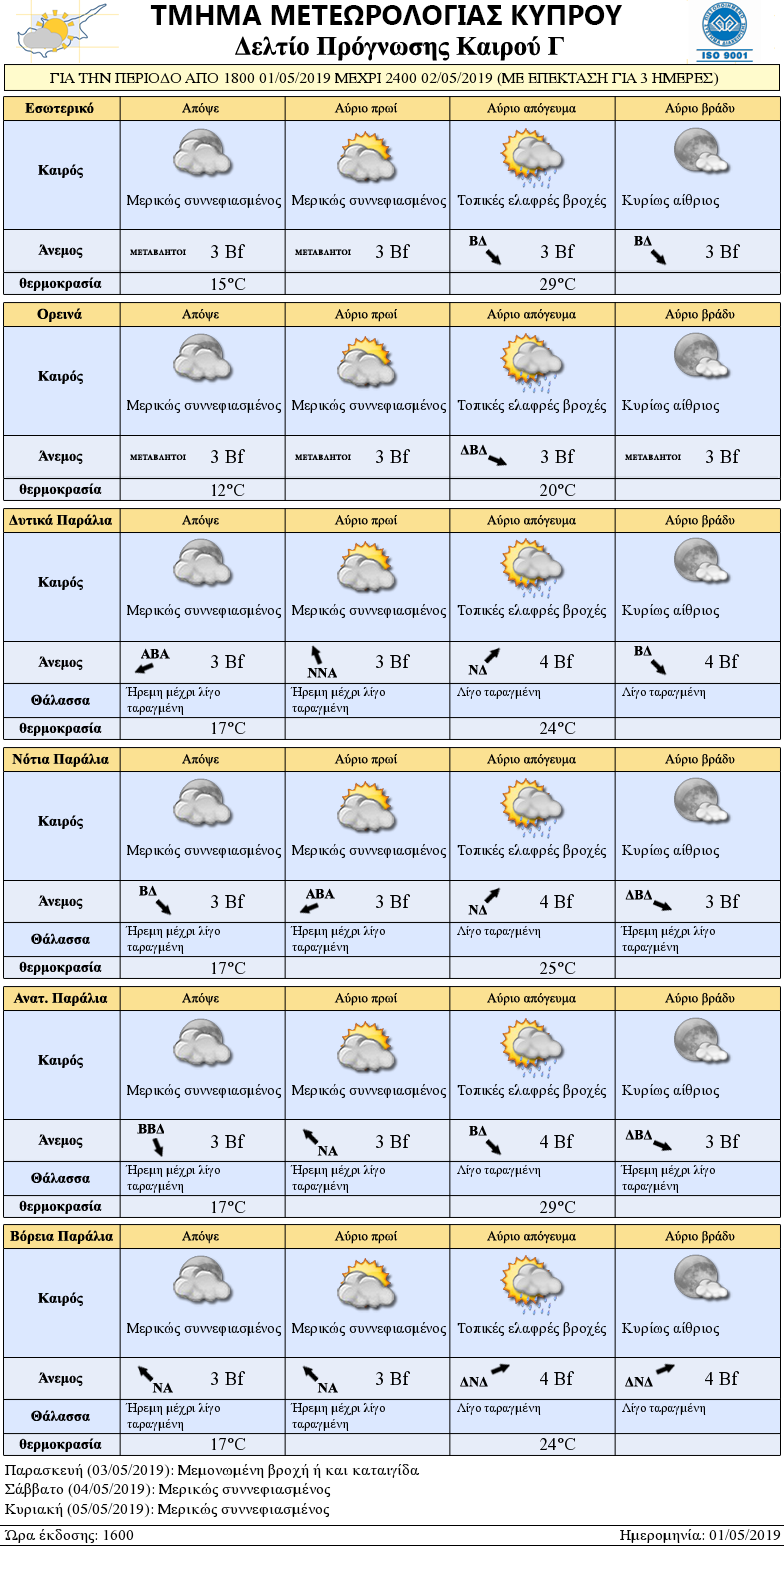 ΤΜΗΜΑ ΜΕΤΕΩΡΟΛΟΓΙΑΣ ΚΥΠΡΟΥ
Δελτίο Πρόγνωσης Καιρού Γ
ISO 9001
ΓΙΑ ΤΗΝ ΠΕΡΙΟΔΟ ΑΠΟ 1800 01/05/2019 ΜΕΧΡΙ 2400 02/05/2019 (ΜΕ ΕΠΕΚΤΑΣΗ ΓΙΑ 3 ΗΜΕΡΕΣ)
Εσωτερικό Απόψε Αύριο πρωί Αύριο απόγευμα Αύριο βράδυ
Καιρός Μερικώς συννεφιασμένος Μερικώς συννεφιασμένος Τοπικές ελαφρές βροχές Κυρίως αίθριος
Άνεμος ΜΕΤΑΒΛΗΤΟΙ 3 Bf ΜΕΤΑΒΛΗΤΟΙ 3 Bf ΒΔ 3 Bf ΒΔ 3 Bf
θερμοκρασία 15°C 29°C
Ορεινά Απόψε Αύριο πρωί Αύριο απόγευμα Αύριο βράδυ
Καιρός Μερικώς συννεφιασμένος Μερικώς συννεφιασμένος Τοπικές ελαφρές βροχές Κυρίως αίθριος
Άνεμος ΜΕΤΑΒΛΗΤΟΙ 3 Bf ΜΕΤΑΒΛΗΤΟΙ 3 Bf ΔΒΔ 3 Bf ΜΕΤΑΒΛΗΤΟΙ 3 Bf
θερμοκρασία 12°C 20°C
Δυτικά Παράλια Απόψε Αύριο πρωί Αύριο απόγευμα Αύριο βράδυ
Καιρός Μερικώς συννεφιασμένος Μερικώς συννεφιασμένος Τοπικές ελαφρές βροχές Κυρίως αίθριος
Άνεμος ΑΒΑ 3 Bf ΝΝΑ 3 Bf ΝΔ 4 Bf ΒΔ 4 Bf
Θάλασσα Ήρεμη μέχρι λίγο ταραγμένη Ήρεμη μέχρι λίγο ταραγμένη Λίγο ταραγμένη Λίγο ταραγμένη
θερμοκρασία 17°C 24°C
Νότια Παράλια Απόψε Αύριο πρωί Αύριο απόγευμα Αύριο βράδυ
Καιρός Μερικώς συννεφιασμένος Μερικώς συννεφιασμένος Τοπικές ελαφρές βροχές Κυρίως αίθριος
Άνεμος ΒΔ 3 Bf ΑΒΑ 3 Bf ΝΔ 4 Bf ΔΒΔ 3 Bf
Θάλασσα Ήρεμη μέχρι λίγο ταραγμένη Ήρεμη μέχρι λίγο ταραγμένη Λίγο ταραγμένη Ήρεμη μέχρι λίγο ταραγμένη
θερμοκρασία 17°C 25°C
Ανατ. Παράλια Απόψε Αύριο πρωί Αύριο απόγευμα Αύριο βράδυ
Καιρός Μερικώς συννεφιασμένος Μερικώς συννεφιασμένος Τοπικές ελαφρές βροχές Κυρίως αίθριος
Άνεμος ΒΒΔ 3 Bf ΝΑ 3 Bf ΒΔ 4 Bf ΔΒΔ 3 Bf
Θάλασσα Ήρεμη μέχρι λίγο ταραγμένη Ήρεμη μέχρι λίγο ταραγμένη Λίγο ταραγμένη Ήρεμη μέχρι λίγο ταραγμένη
θερμοκρασία 17°C 29°C
Βόρεια Παράλια Απόψε Αύριο πρωί Αύριο απόγευμα Αύριο βράδυ
Καιρός Μερικώς συννεφιασμένος Μερικώς συννεφιασμένος Τοπικές ελαφρές βροχές Κυρίως αίθριος
Άνεμος ΝΑ 3 Bf ΝΑ 3 Bf ΔΝΔ 4 Bf ΔΝΔ 4 Bf
Θάλασσα Ήρεμη μέχρι λίγο ταραγμένη Ήρεμη μέχρι λίγο ταραγμένη Λίγο ταραγμένη Λίγο ταραγμένη
θερμοκρασία 17°C 24°C
Παρασκευή (03/05/2019): Μεμονωμένη βροχή ή και καταιγίδα
Σάββατο (04/05/2019): Μερικώς συννεφιασμένος
Κυριακή (05/05/2019): Μερικώς συννεφιασμένος
Ώρα έκδοσης: 1600 Ημερομηνία: 01/05/2019